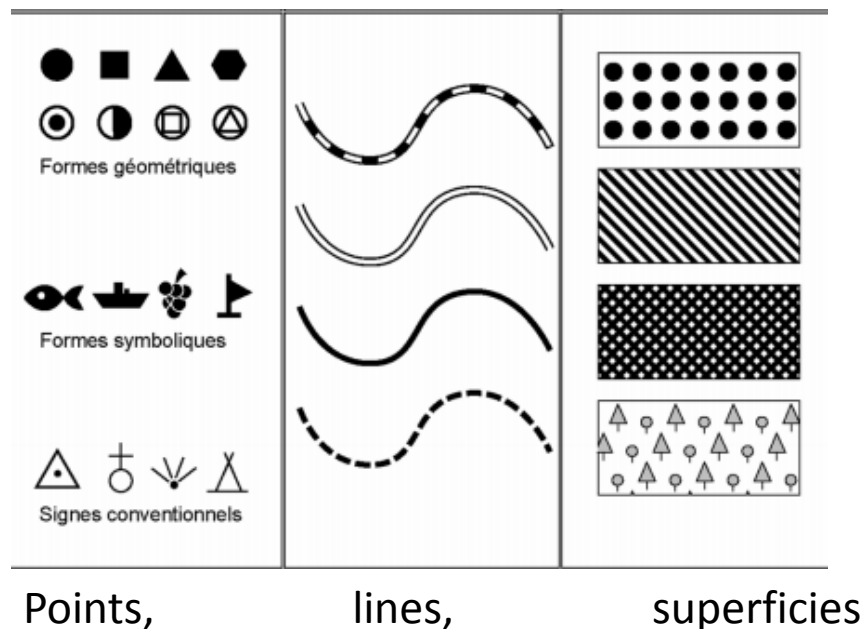 Formes géométriques
Formes symboliques
Signes conventionnels
Points, lines, superficies